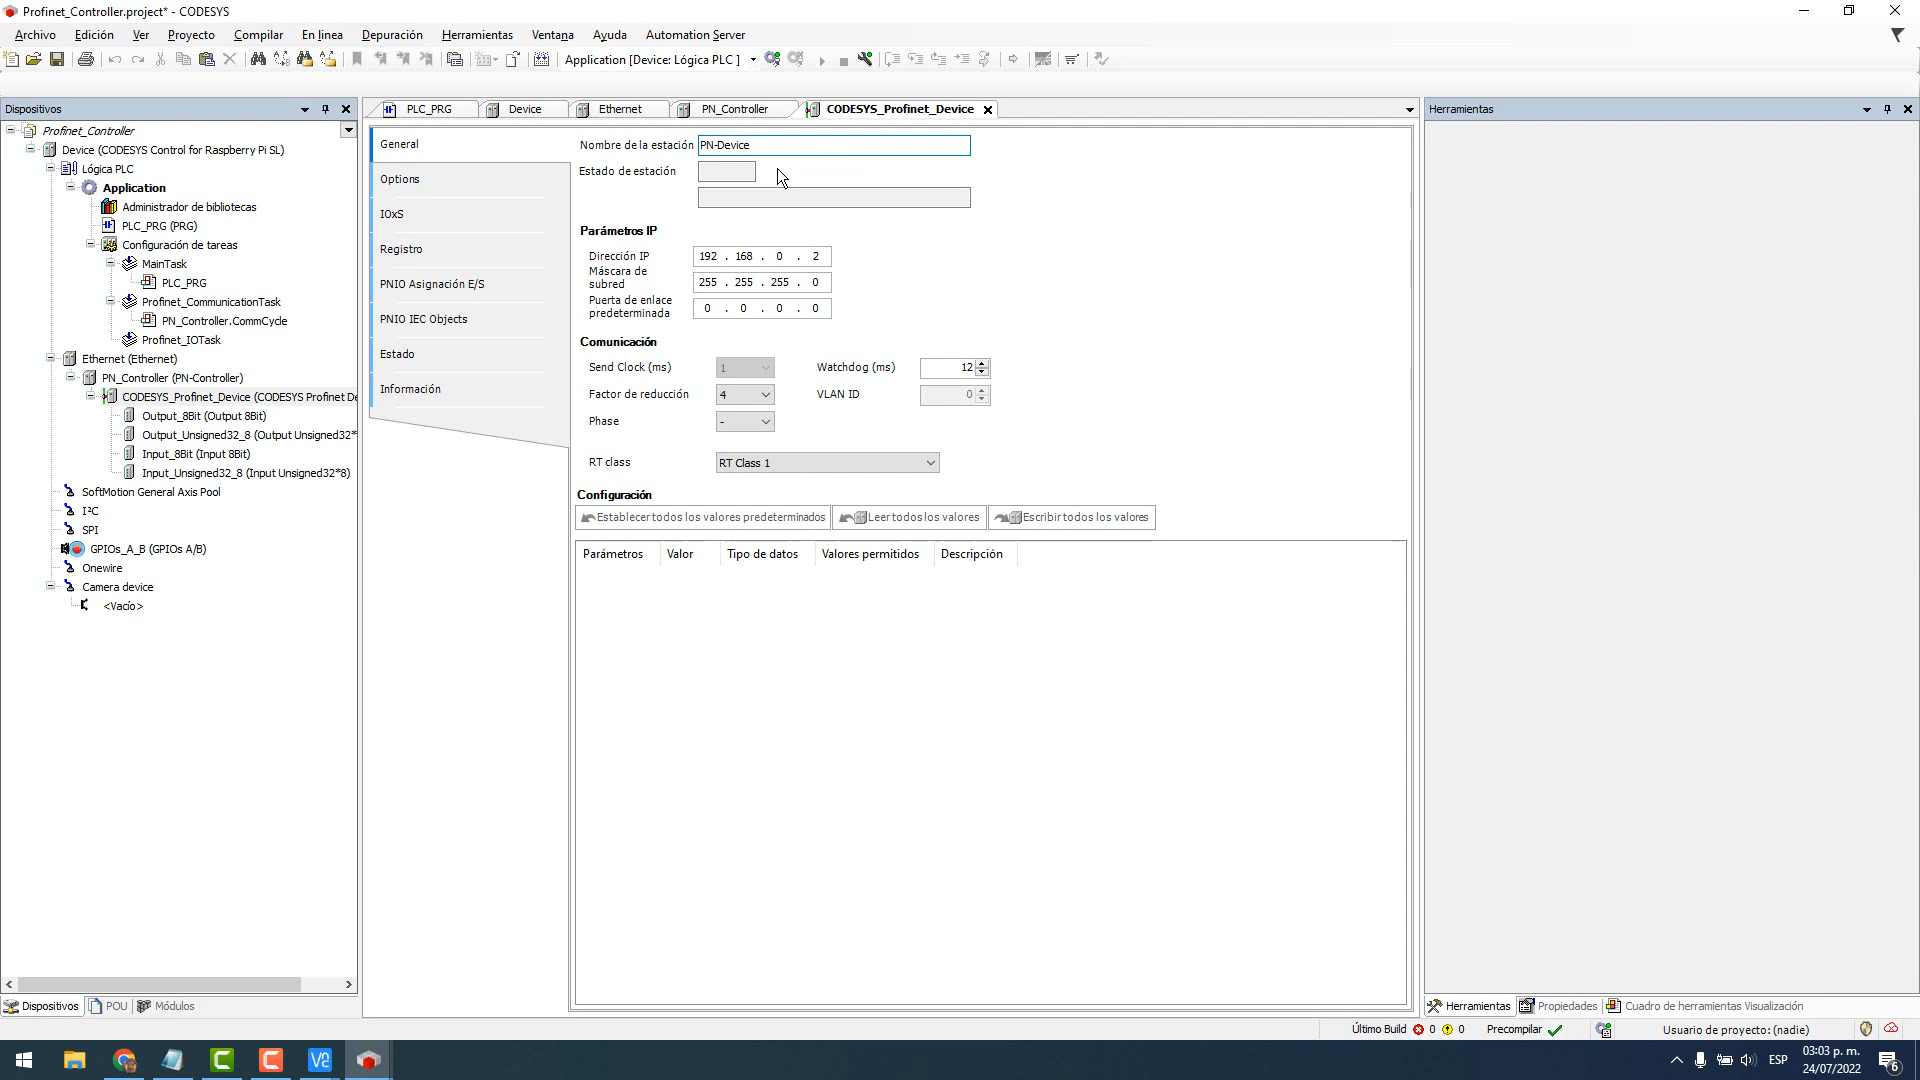 Profinet_Controller.project* - CODESYS
Archivo Edición Ver Proyecto Compilar En línea Depuración Herramientas Ventana Ayuda Automation Server
Application [Device: Lógica PLC ]
Dispositivos
Profinet_Controller
Device (CODESYS Control for Raspberry Pi SL)
Lógica PLC
Application
Administrador de bibliotecas
PLC_PRG (PRG)
Configuración de tareas
MainTask
PLC_PRG
Profinet_CommunicationTask
PN_Controller.CommCycle
Profinet_IOTask
Ethernet (Ethernet)
PN_Controller (PN-Controller)
CODESYS_Profinet_Device (CODESYS Profinet De
Output_8Bit (Output 8Bit)
Output_Unsigned32_8 (Output Unsigned32*
Input_8Bit (Input 8Bit)
Input_Unsigned32_8 (Input Unsigned32*8)
SoftMotion General Axis Pool
I²C
SPI
GPIOs_A_B (GPIOs A/B)
Onewire
Camera device
<Vacío>
Dispositivos POU Módulos
PLC_PRG Device Ethernet PN_Controller CODESYS_Profinet_Device
General
Options
IOxS
Registro
PNIO Asignación E/S
PNIO IEC Objects
Estado
Información
Nombre de la estación PN-Device
Estado de estación
Parámetros IP
Dirección IP 192 . 168 . 0 . 2
Máscara de
subred 255 . 255 . 255 . 0
Puerta de enlace
predeterminada 0 . 0 . 0 . 0
Comunicación
Send Clock (ms) 1 Watchdog (ms) 12
Factor de reducción 4 VLAN ID 0
Phase -
RT class RT Class 1
Configuración
Establecer todos los valores predeterminados Leer todos los valores Escribir todos los valores
Parámetros Valor Tipo de datos Valores permitidos Descripción
Herramientas
Herramientas Propiedades Cuadro de herramientas Visualización
Último Build 0 0 Precompilar Usuario de proyecto: (nadie)
ESP
03:03 p. m.
24/07/2022
6